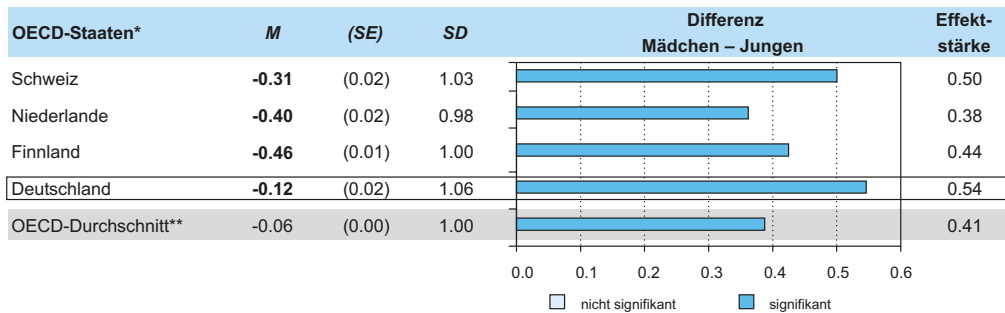 OECD-Staaten* M (SE) SD Differenz Mädchen – Jungen Effekt-stärke
Schweiz -0.31 (0.02) 1.03 0.50
Niederlande -0.40 (0.02) 0.98 0.38
Finnland -0.46 (0.01) 1.00 0.44
Deutschland -0.12 (0.02) 1.06 0.54
OECD-Durchschnitt** -0.06 (0.00) 1.00 0.41
0.0 0.1 0.2 0.3 0.4 0.5 0.6
nicht signifikant signifikant